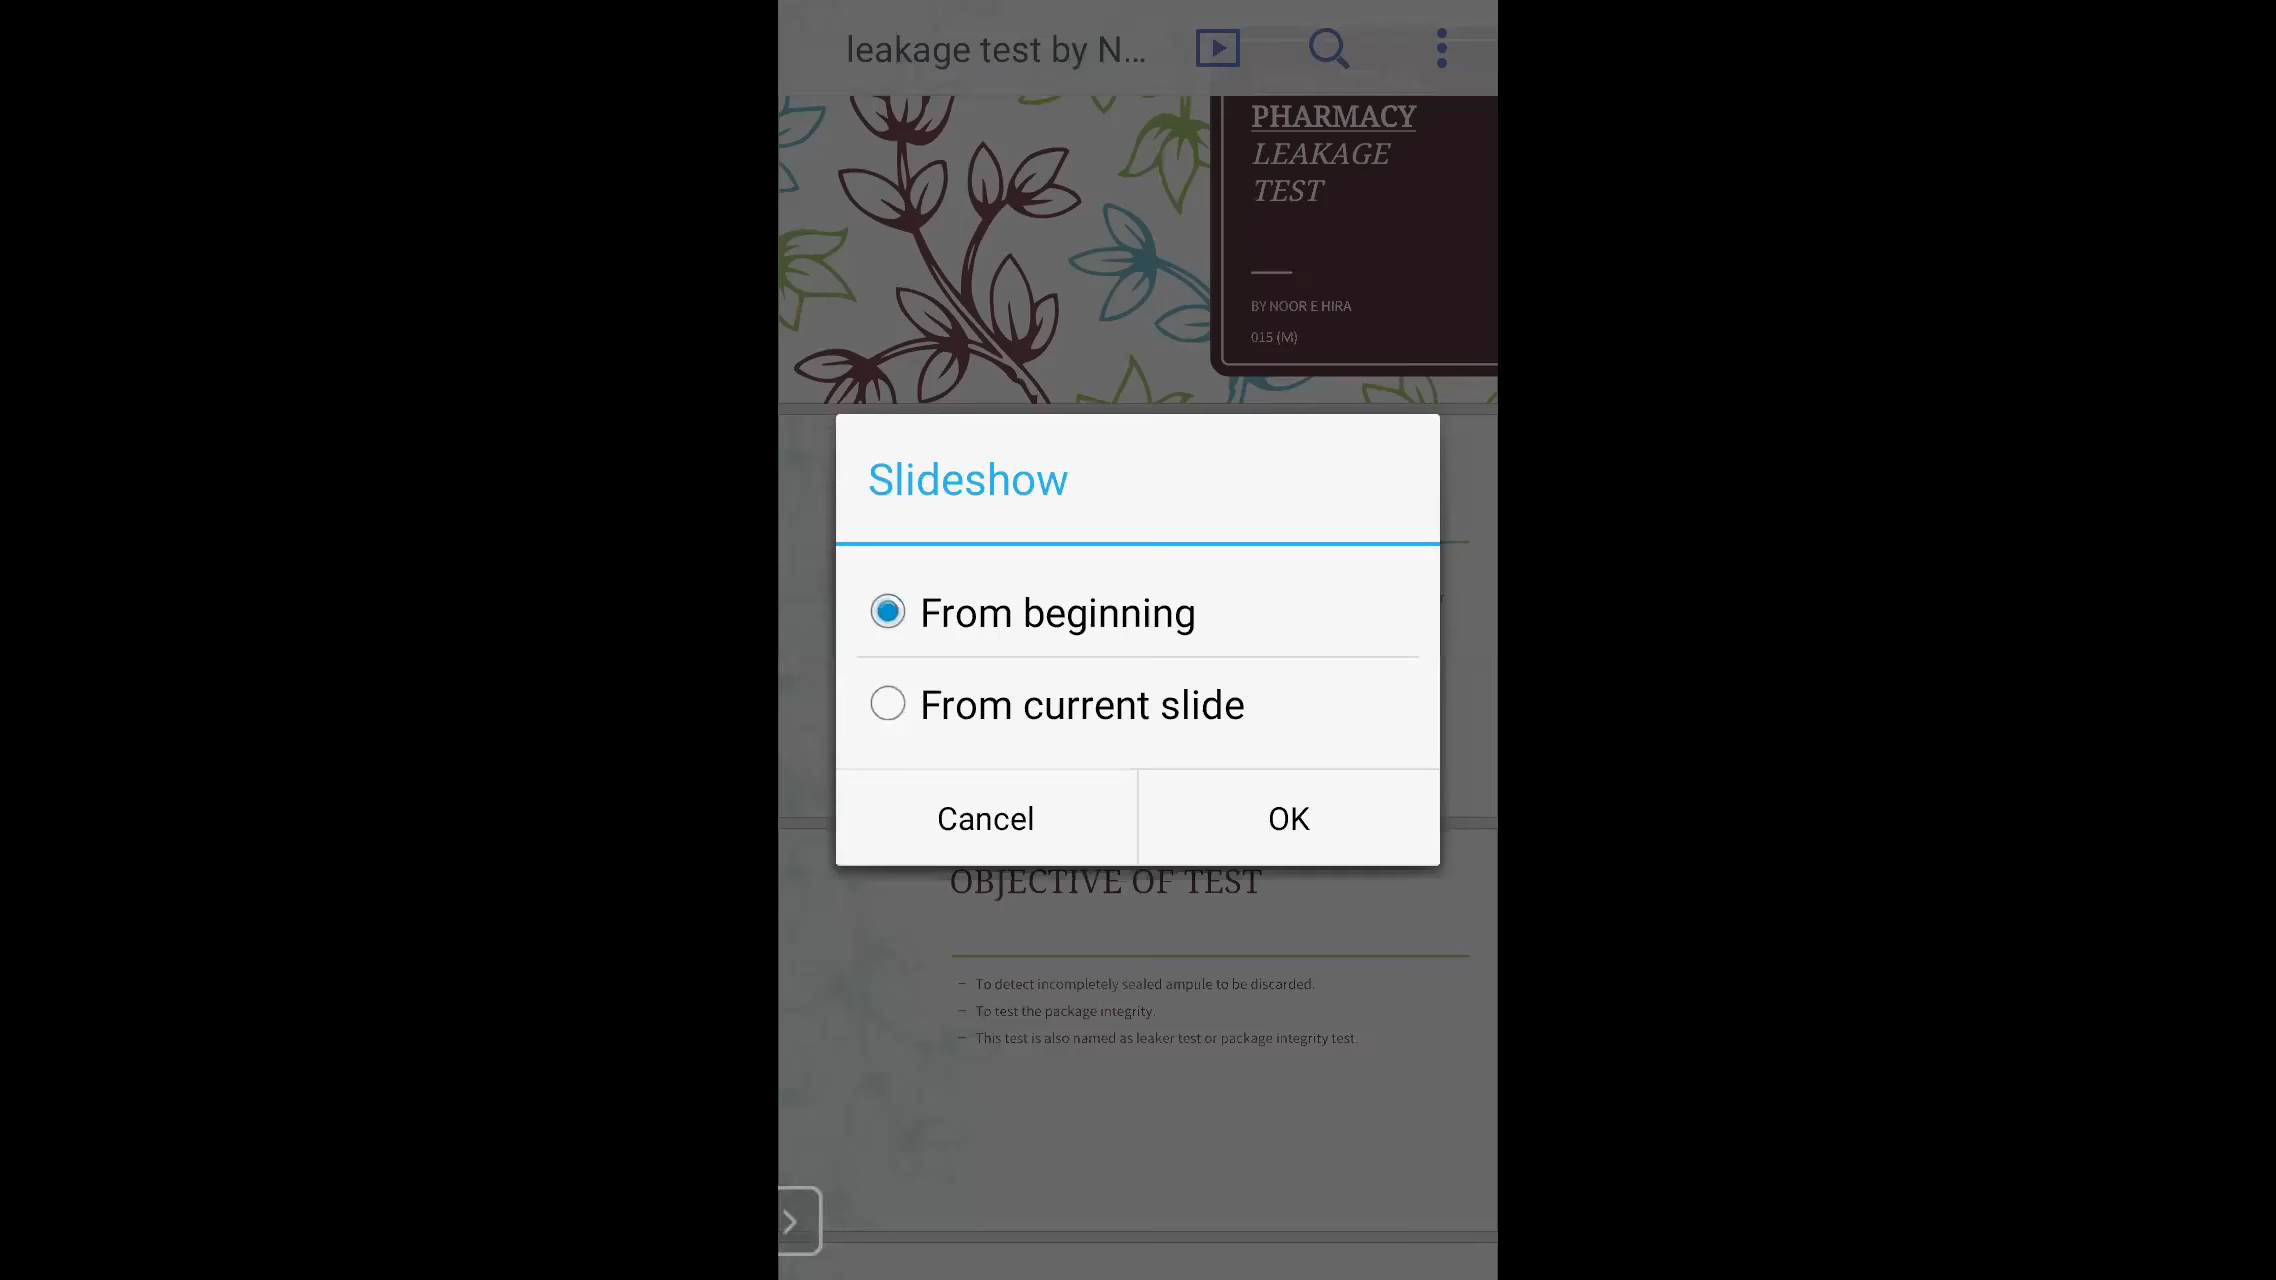 leakage test by N...
PHARMACY
LEAKAGE
TEST
BY NOOR E HIRA
015 (M)
Slideshow
From beginning
From current slide
Cancel
OK
OBJECTIVE OF TEST
– To detect incompletely sealed ampule to be discarded.
– To test the package integrity.
– This test is also named as leaker test or package integrity test.